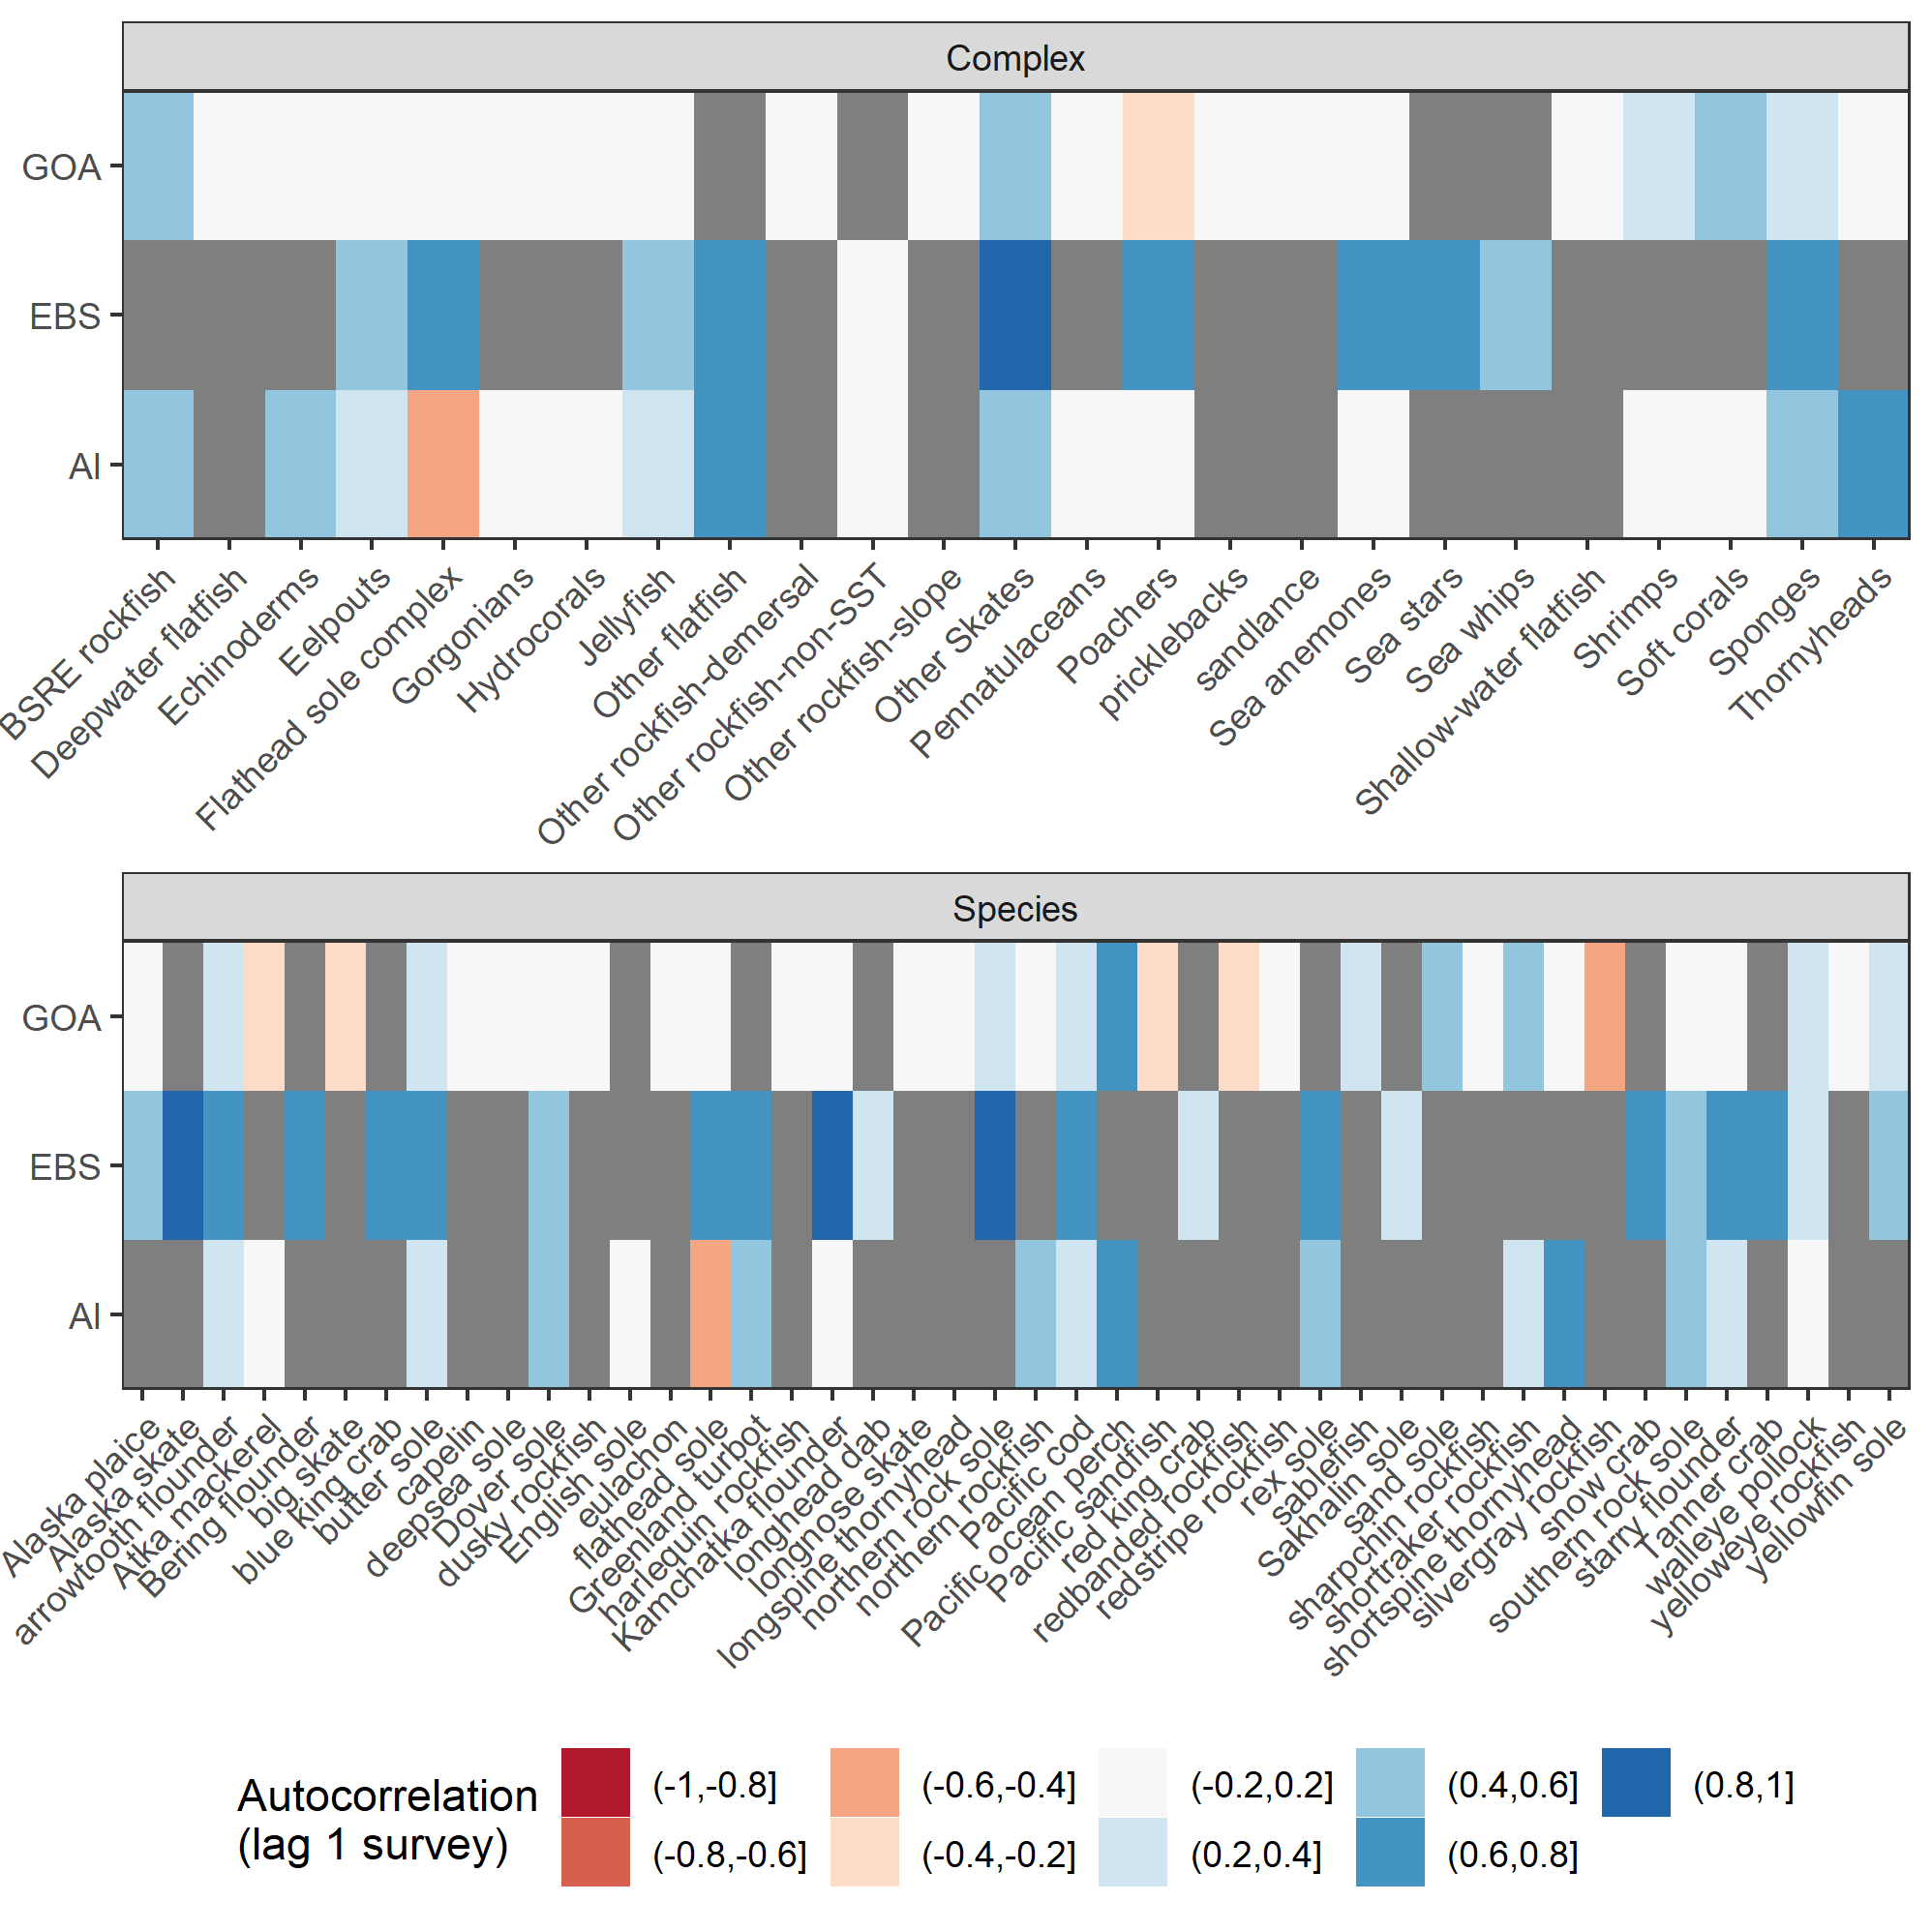 Complex
GOA
EBS
AI
BSRE rockfish
Deepwater flatfish
Echinoderms
Eelpouts
Flathead sole complex
Gorgonians
Hydrocorals
Jellyfish
Other flatfish
Other rockfish-demersal
Other rockfish-non-SST
Other rockfish-slope
Other Skates
Pennatulaceans
Poachers
pricklebacks
sandlance
Sea anemones
Sea stars
Sea whips
Shallow-water flatfish
Shrimps
Soft corals
Sponges
Thornyheads
Species
GOA
EBS
AI
Alaska plaice
Alaska skate
arrowtooth flounder
Atka mackerel
Bering flounder
big skate
blue king crab
butter sole
capelin
deepsea sole
Dover sole
dusky rockfish
English sole
eulachon
flathead sole
Greenland turbot
harlequin rockfish
Kamchatka flounder
longhead dab
longnose skate
longspine thornyhead
northern rock sole
northern rockfish
Pacific cod
Pacific ocean perch
Pacific sandfish
red king crab
redbanded rockfish
redstripe rockfish
rex sole
sablefish
Sakhalin sole
sand sole
sharpchin rockfish
shortraker rockfish
shortspine thornyhead
silvergray rockfish
snow crab
southern rock sole
starry flounder
Tanner crab
walleye pollock
yelloweye rockfish
yellowfin sole
Autocorrelation
(lag 1 survey)
(-1,-0.8]
(-0.8,-0.6]
(-0.6,-0.4]
(-0.4,-0.2]
(-0.2,0.2]
(0.2,0.4]
(0.4,0.6]
(0.6,0.8]
(0.8,1]